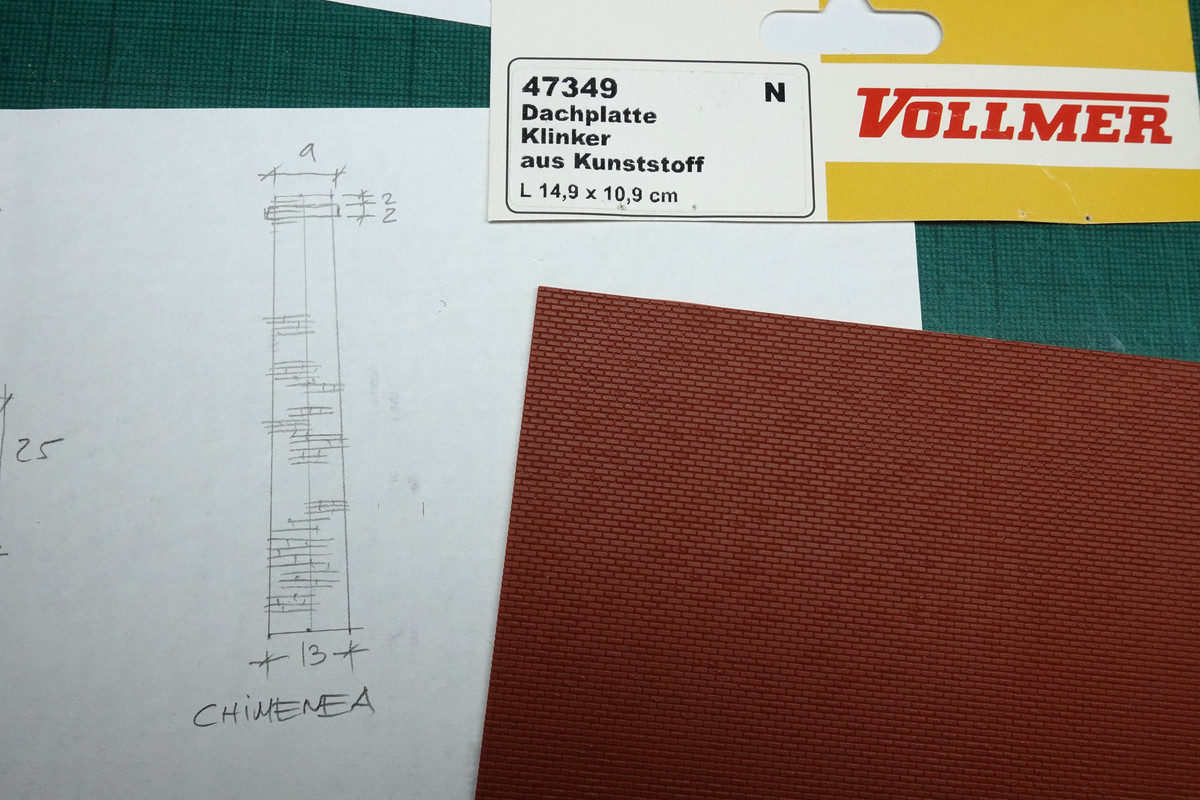 47349
N
Dachplatte
Klinker
aus Kunststoff
L 14,9 x 10,9 cm
VOLLMER
9
2
2
25
13
CHIMENEA